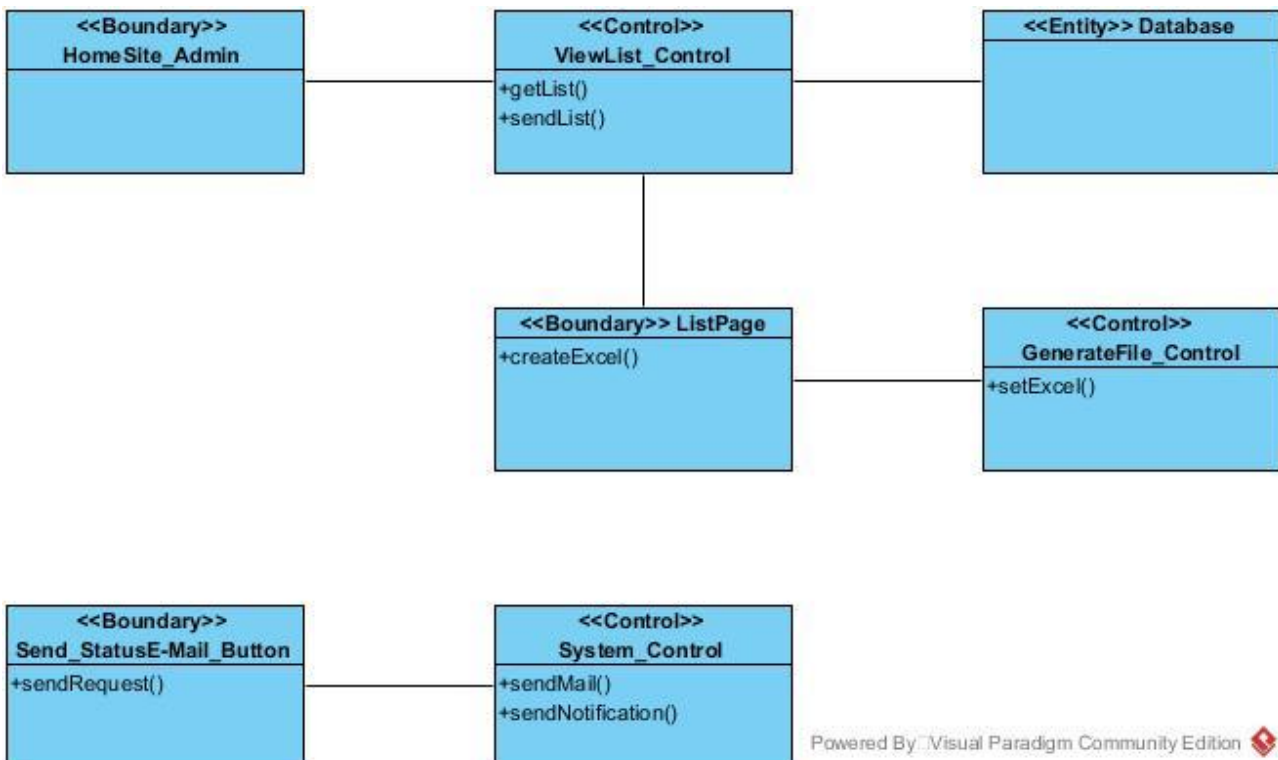 <<Boundary>>
HomeSite_Admin
<<Control>>
ViewList_Control
+getList()
+sendList()
<<Entity>> Database
<<Boundary>> ListPage
+createExcel()
<<Control>>
GenerateFile_Control
+setExcel()
<<Boundary>>
Send_StatusE-Mail_Button
+sendRequest()
<<Control>>
System_Control
+sendMail()
+sendNotification()
Powered By Visual Paradigm Community Edition